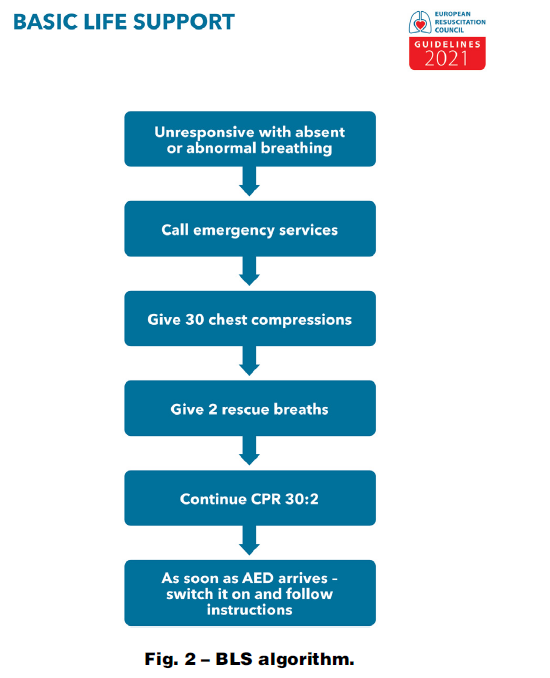 BASIC LIFE SUPPORT
EUROPEAN
RESUSCITATION
COUNCIL
GUIDELINES
2021
Unresponsive with absent
or abnormal breathing
Call emergency services
Give 30 chest compressions
Give 2 rescue breaths
Continue CPR 30:2
As soon as AED arrives –
switch it on and follow
instructions
Fig. 2 – BLS algorithm.